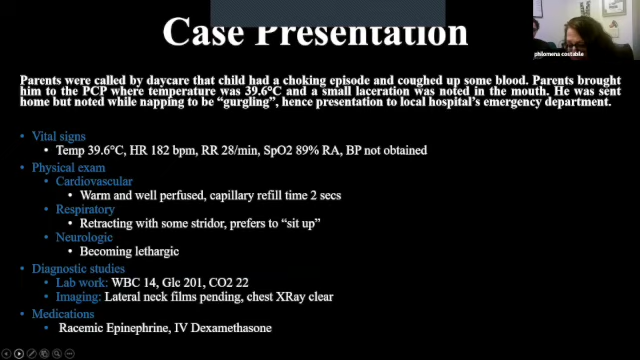 philomena costabile
Case Presentation
Parents were called by daycare that child had a choking episode and coughed up some blood. Parents brought
him to the PCP where temperature was 39.6°C and a small laceration was noted in the mouth. He was sent
home but noted while napping to be “gurgling”, hence presentation to local hospital's emergency department.
• Vital signs
• Temp 39.6°C, HR 182 bpm, RR 28/min, SpO2 89% RA, BP not obtained
• Physical exam
• Cardiovascular
• Warm and well perfused, capillary refill time 2 secs
• Respiratory
• Retracting with some stridor, prefers to “sit up”
• Neurologic
• Becoming lethargic
• Diagnostic studies
• Lab work: WBC 14, Glc 201, CO2 22
• Imaging: Lateral neck films pending, chest XRay clear
• Medications
• Racemic Epinephrine, IV Dexamethasone